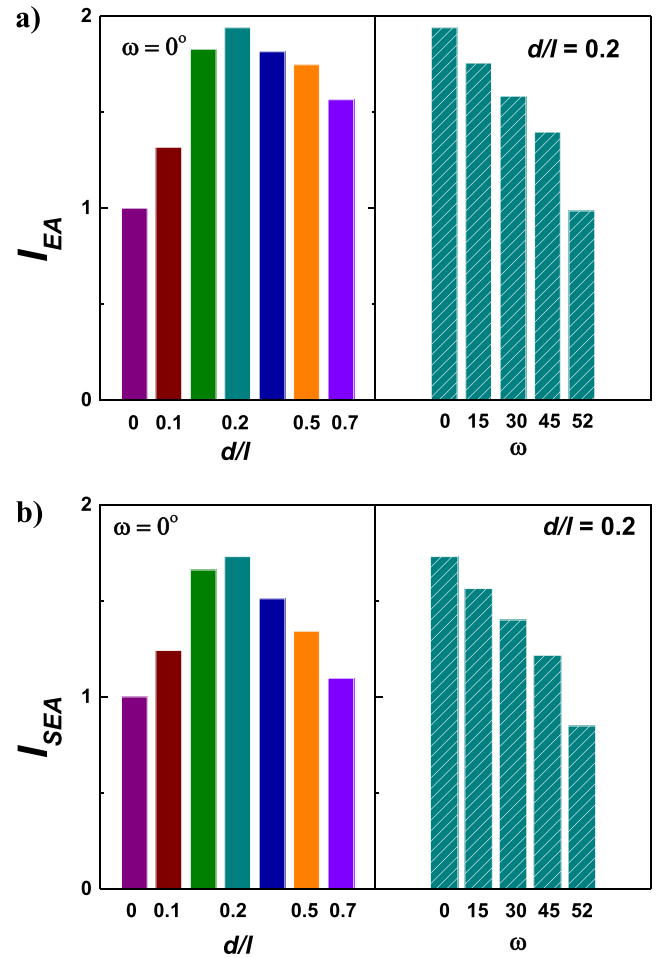 a)
2
1
0
I_EA
ω = 0°
d/l = 0.2
0 0.1 0.2 0.5 0.7
d/l
0 15 30 45 52
ω
b)
2
1
0
I_SEA
ω = 0°
d/l = 0.2
0 0.1 0.2 0.5 0.7
d/l
0 15 30 45 52
ω